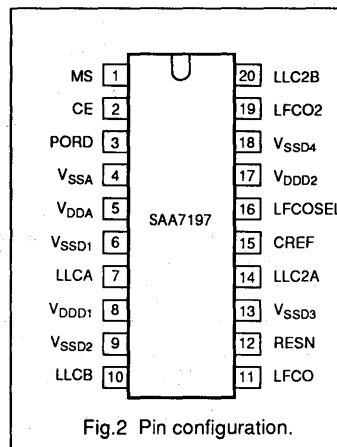 MS 1 20 LLC2B
CE 2 19 LFCO2
PORD 3 18 VSSD4
VSSA 4 17 VDDD2
VDDA 5 SAA7197 16 LFCOSEL
VSSD1 6 15 CREF
LLCA 7 14 LLC2A
VDDD1 8 13 VSSD3
VSSD2 9 12 RESN
LLCB 10 11 LFCO
Fig.2 Pin configuration.